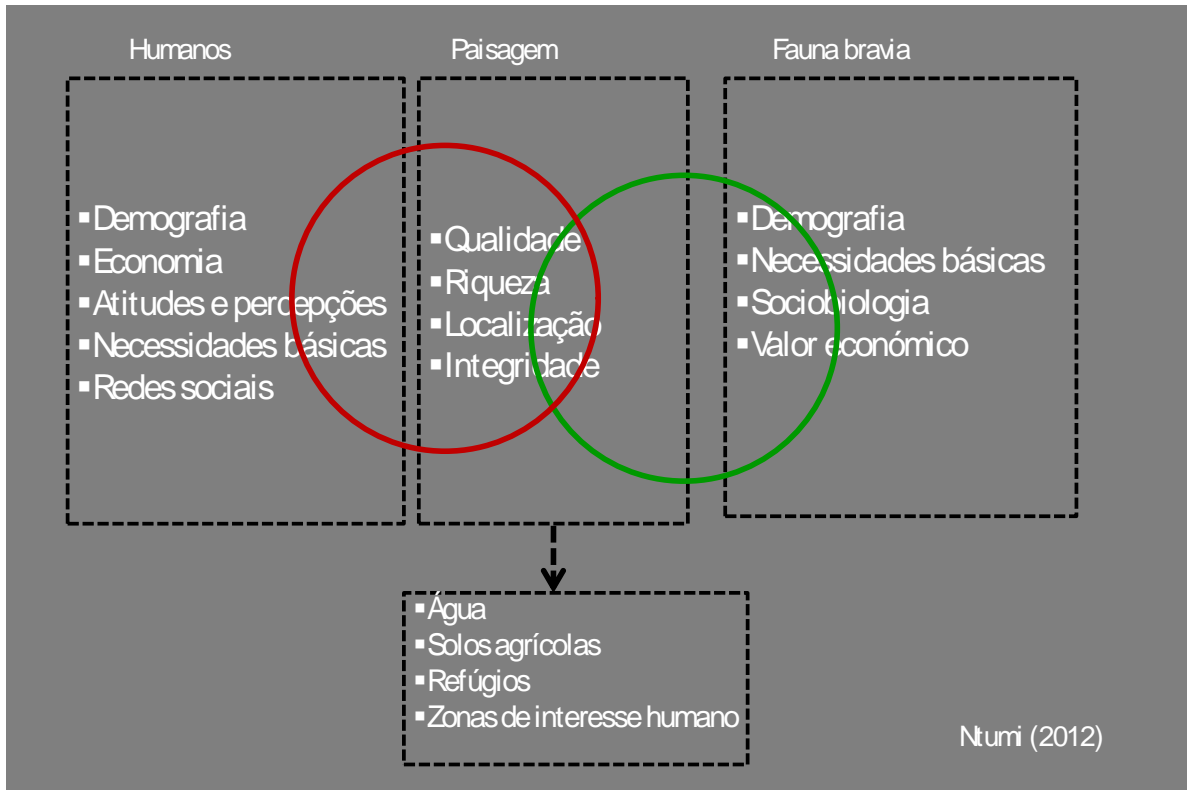 Humanos
▪Demografia
▪Economia
▪Atitudes e percepções
▪Necessidades básicas
▪Redes sociais
Paisagem
▪Qualidade
▪Riqueza
▪Localização
▪Integridade
Fauna bravia
▪Demografia
▪Necessidades básicas
▪Sociobiologia
▪Valor económico
▪Água
▪Solos agrícolas
▪Refúgios
▪Zonas de interesse humano
Ntumi (2012)